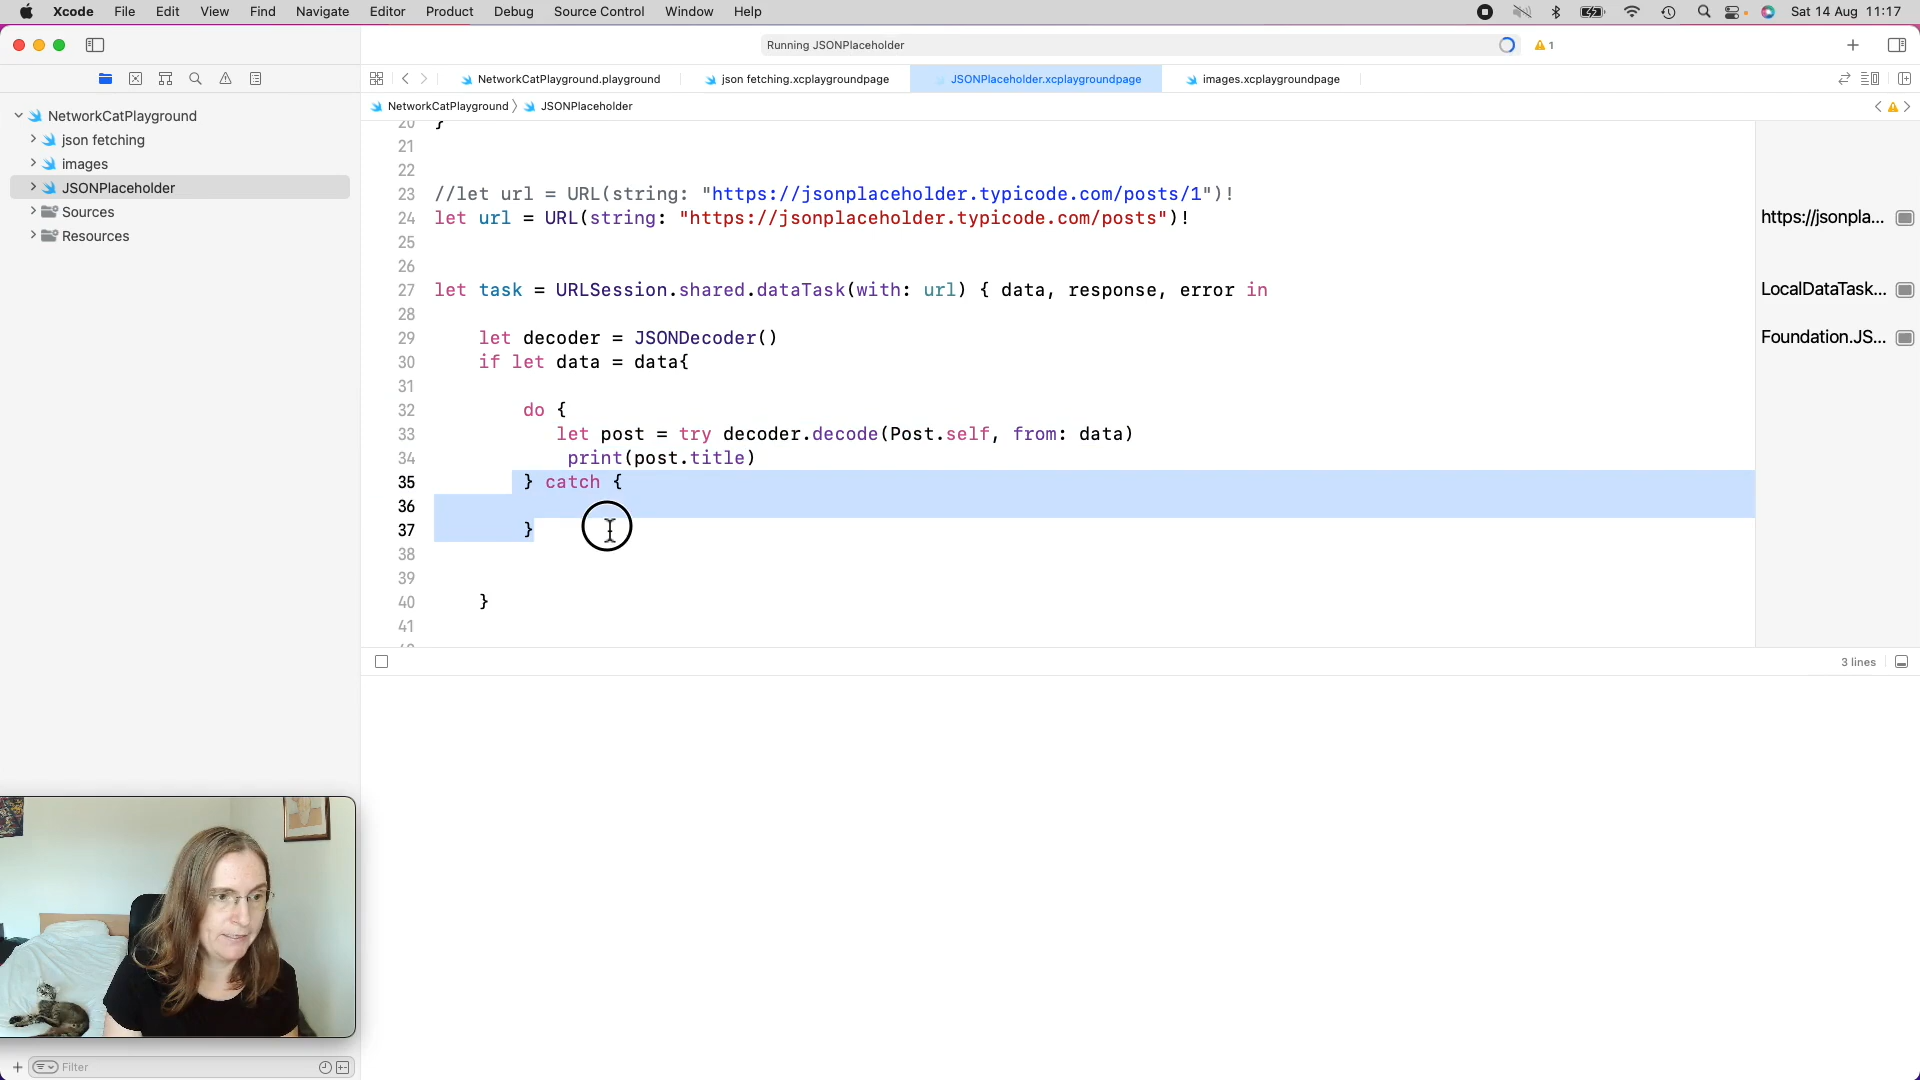 Xcode File Edit View Find Navigate Editor Product Debug Source Control Window Help Sat 14 Aug 11:17
Running JSONPlaceholder 1
NetworkCatPlayground.playground json fetching.xcplaygroundpage JSONPlaceholder.xcplaygroundpage images.xcplaygroundpage
NetworkCatPlayground JSONPlaceholder
NetworkCatPlayground
json fetching
images
JSONPlaceholder
Sources
Resources
20 }
21
22
23 //let url = URL(string: "https://jsonplaceholder.typicode.com/posts/1")!
24 let url = URL(string: "https://jsonplaceholder.typicode.com/posts")! https://jsonpla...
25
26
27 let task = URLSession.shared.dataTask(with: url) { data, response, error in LocalDataTask...
28
29 let decoder = JSONDecoder() Foundation.JS...
30 if let data = data{
31
32 do {
33 let post = try decoder.decode(Post.self, from: data)
34 print(post.title)
35 } catch {
36
37 }
38
39
40 }
41
3 lines
Filter